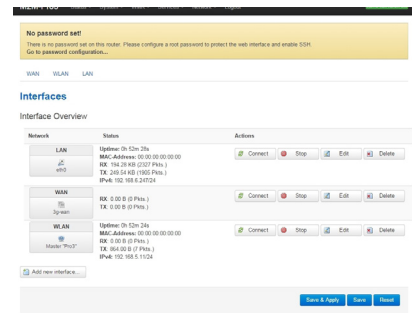 Logout
No password set!
There is no password set on this router. Please configure a root password to protect the web interface and enable SSH.
Go to password configuration...
WAN WLAN LAN
Interfaces
Interface Overview
Network Status Actions
LAN
eth0
Uptime: 0h 52m 28s
MAC-Address: 00:00:00:00:00:00
RX: 194.28 KB (2327 Pkts.)
TX: 249.54 KB (1905 Pkts.)
IPv4: 192.168.6.247/24
Connect Stop Edit Delete
WAN
3g-wan
RX: 0.00 B (0 Pkts.)
TX: 0.00 B (0 Pkts.)
Connect Stop Edit Delete
WLAN
Master "Pro3"
Uptime: 0h 52m 24s
MAC-Address: 00:00:00:00:00:00
RX: 0.00 B (0 Pkts.)
TX: 864.00 B (7 Pkts.)
IPv4: 192.168.5.11/24
Connect Stop Edit Delete
Add new interface...
Save & Apply Save Reset